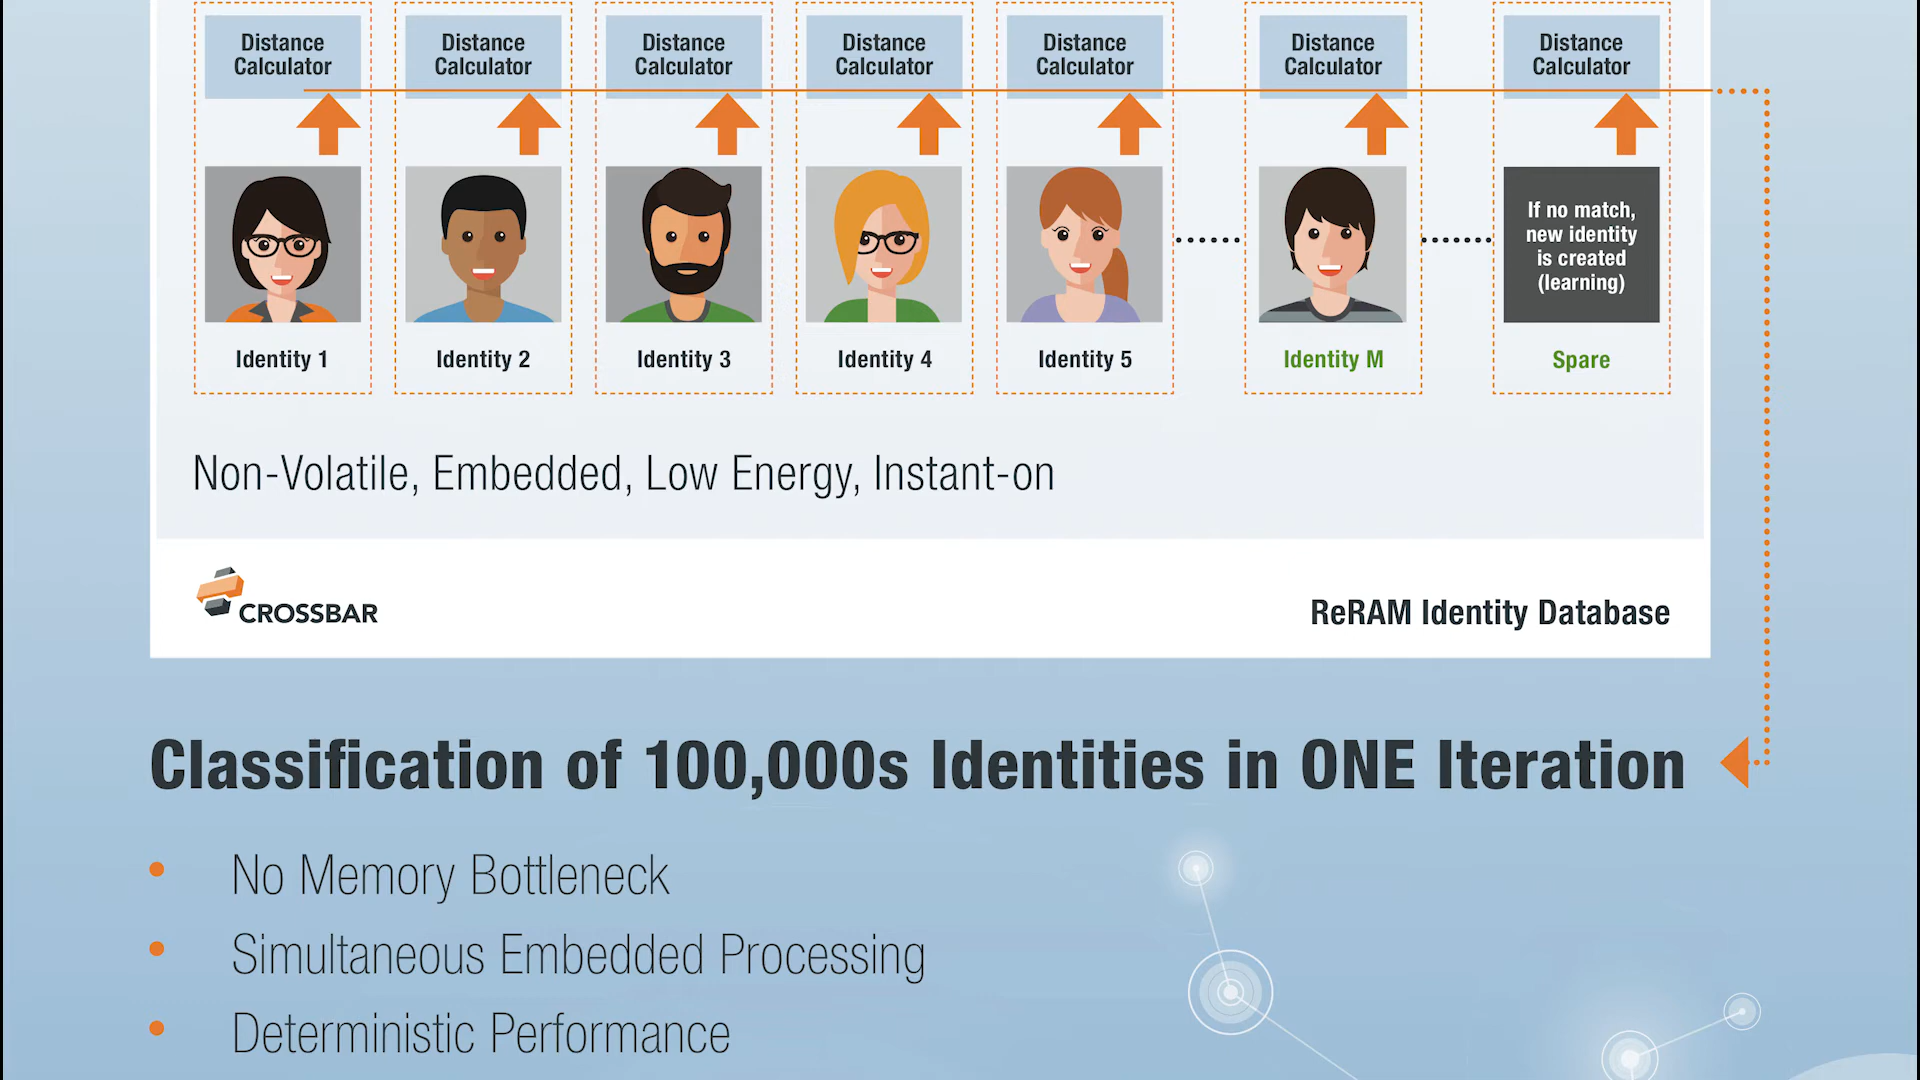 Distance
Calculator
Distance
Calculator
Distance
Calculator
Distance
Calculator
Distance
Calculator
Distance
Calculator
Distance
Calculator
If no match,
new identity
is created
(learning)
Identity 1
Identity 2
Identity 3
Identity 4
Identity 5
Identity M
Spare
Non-Volatile, Embedded, Low Energy, Instant-on
CROSSBAR
ReRAM Identity Database
Classification of 100,000s Identities in ONE Iteration
• No Memory Bottleneck
• Simultaneous Embedded Processing
• Deterministic Performance